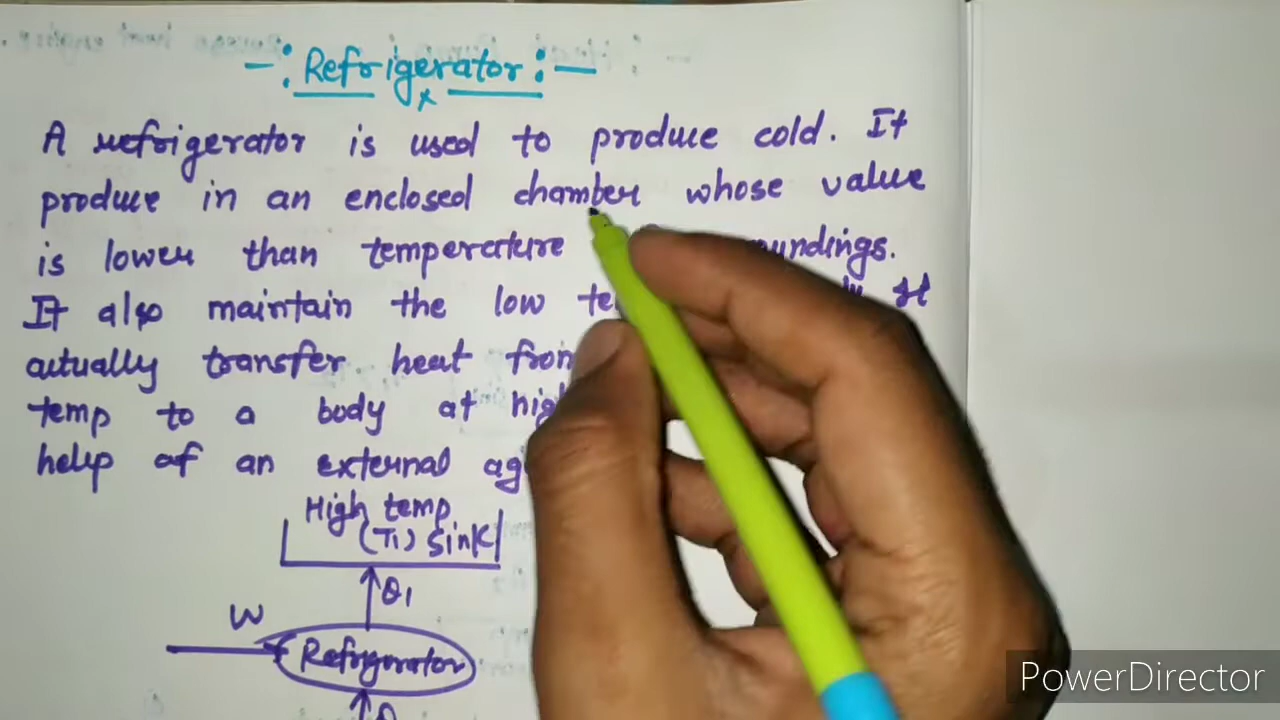 -: Refrigerator :-
A refrigerator is used to produce cold. It
produce in an enclosed chamber whose value
is lower than temperature
It also maintain the low
actually transfer heat from
temp to a body at
help of an external
High temp
(T1) Sink
Q1
W
Refrigerator
PowerDirector